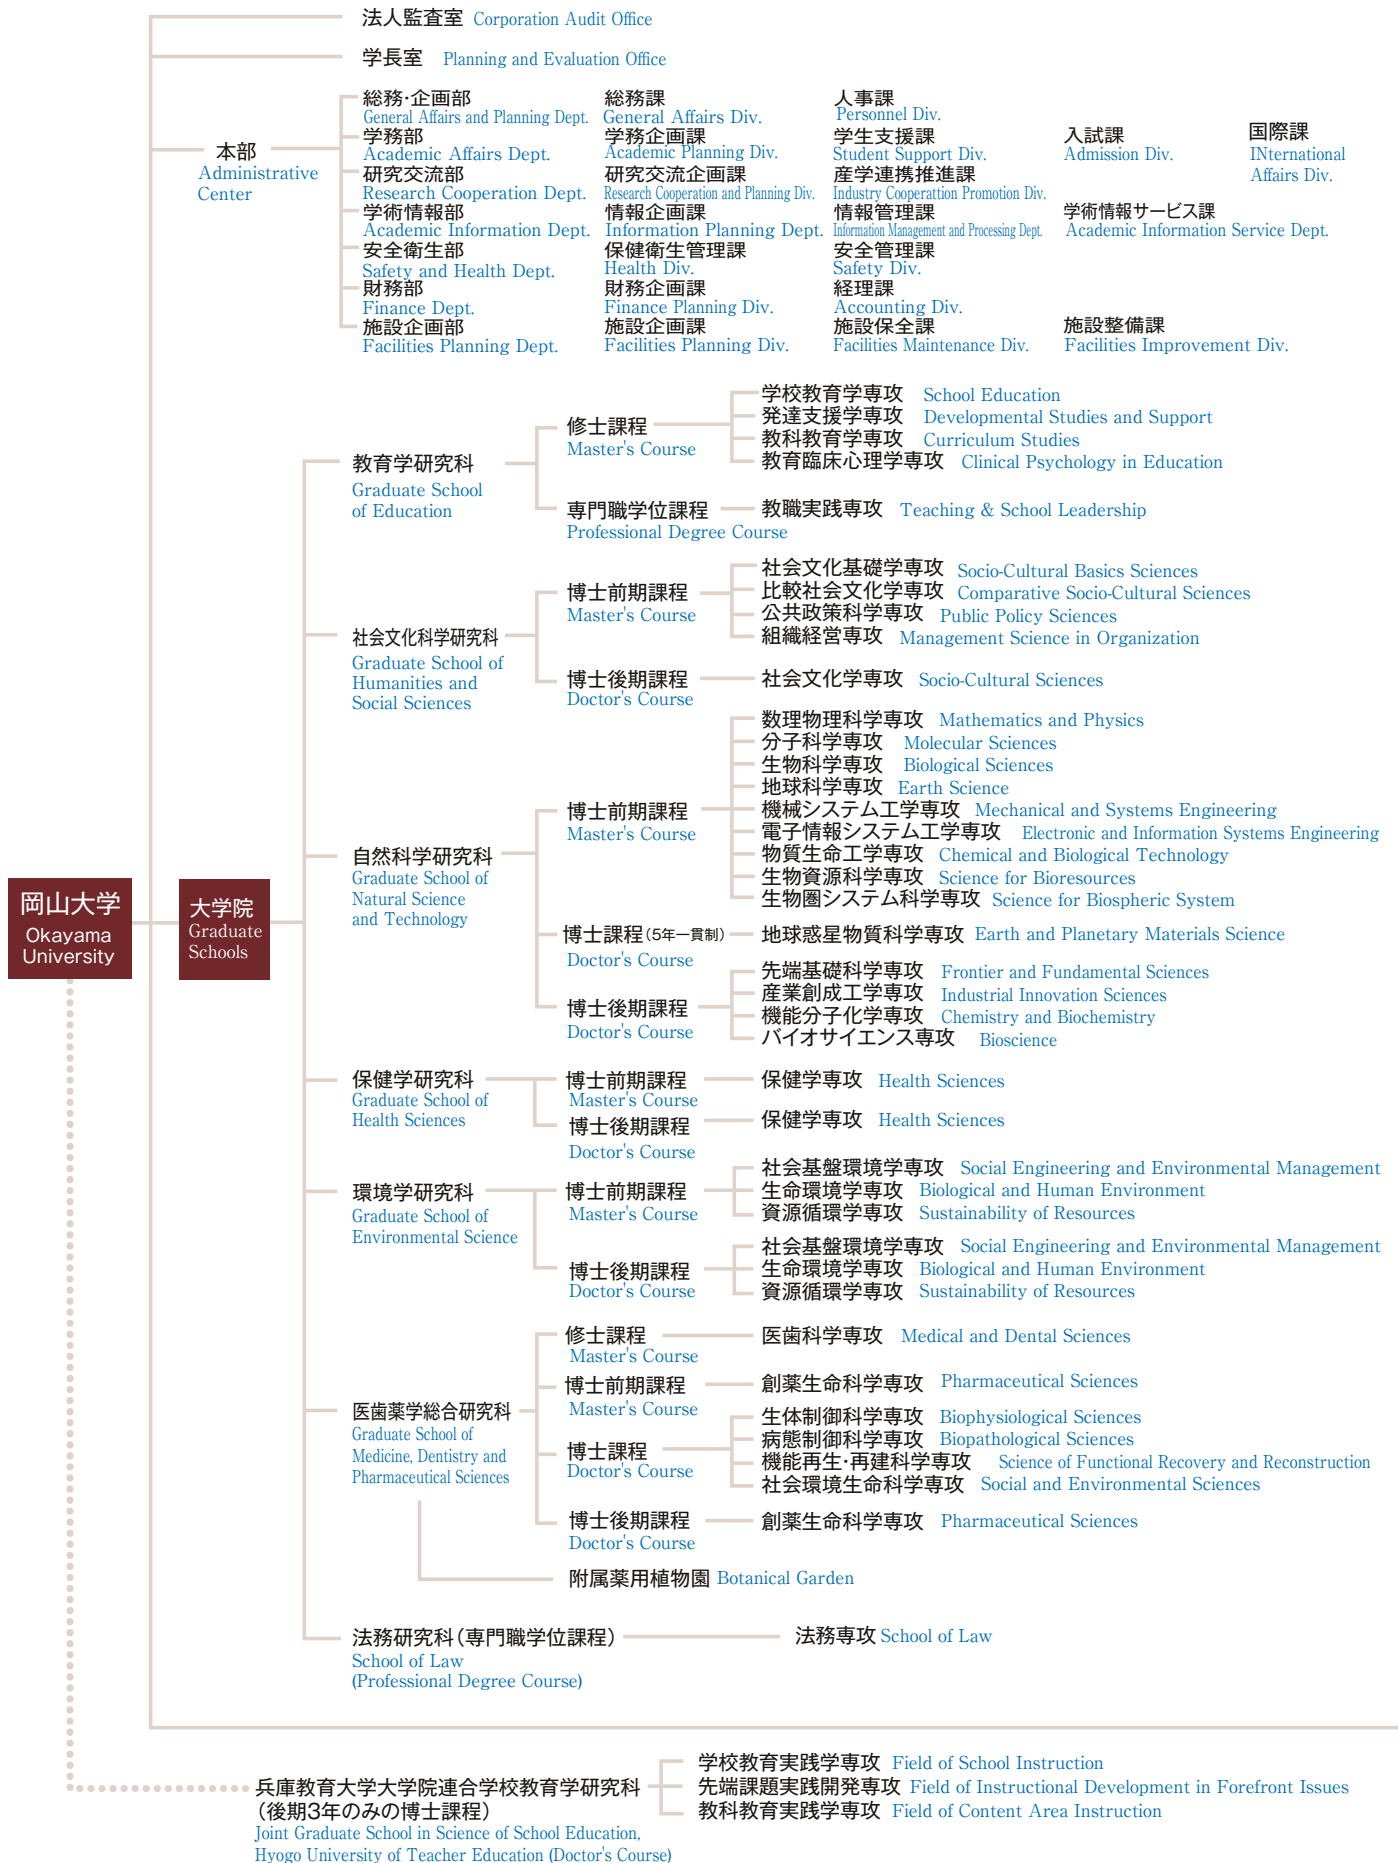 法人監査室 Corporation Audit Office
学長室 Planning and Evaluation Office
本部
Administrative
Center
総務・企画部 総務課 人事課
General Affairs and Planning Dept. General Affairs Div. Personnel Div.
学務部 学務企画課 学生支援課 入試課 国際課
Academic Affairs Dept. Academic Planning Div. Student Support Div. Admission Div. INternational
Affairs Div.
研究交流部 研究交流企画課 産学連携推進課
Research Cooperation Dept. Research Cooperation and Planning Div. Industry Cooperattion Promotion Div.
学術情報部 情報企画課 情報管理課 学術情報サービス課
Academic Information Dept. Information Planning Dept. Information Management and Processing Dept. Academic Information Service Dept.
安全衛生部 保健衛生管理課 安全管理課
Safety and Health Dept. Health Div. Safety Div.
財務部 財務企画課 経理課
Finance Dept. Finance Planning Div. Accounting Div.
施設企画部 施設企画課 施設保全課 施設整備課
Facilities Planning Dept. Facilities Planning Div. Facilities Maintenance Div. Facilities Improvement Div.
岡山大学
Okayama
University
大学院
Graduate
Schools
教育学研究科
Graduate School
of Education
修士課程
Master's Course
学校教育学専攻 School Education
発達支援学専攻 Developmental Studies and Support
教科教育学専攻 Curriculum Studies
教育臨床心理学専攻 Clinical Psychology in Education
専門職学位課程 教職実践専攻 Teaching & School Leadership
Professional Degree Course
社会文化科学研究科
Graduate School of
Humanities and
Social Sciences
博士前期課程
Master's Course
社会文化基礎学専攻 Socio-Cultural Basics Sciences
比較社会文化学専攻 Comparative Socio-Cultural Sciences
公共政策科学専攻 Public Policy Sciences
組織経営専攻 Management Science in Organization
博士後期課程 社会文化学専攻 Socio-Cultural Sciences
Doctor's Course
自然科学研究科
Graduate School of
Natural Science
and Technology
博士前期課程
Master's Course
数理物理科学専攻 Mathematics and Physics
分子科学専攻 Molecular Sciences
生物科学専攻 Biological Sciences
地球科学専攻 Earth Science
機械システム工学専攻 Mechanical and Systems Engineering
電子情報システム工学専攻 Electronic and Information Systems Engineering
物質生命工学専攻 Chemical and Biological Technology
生物資源科学専攻 Science for Bioresources
生物圏システム科学専攻 Science for Biospheric System
博士課程(5年一貫制) 地球惑星物質科学専攻 Earth and Planetary Materials Science
Doctor's Course
博士後期課程
Doctor's Course
先端基礎科学専攻 Frontier and Fundamental Sciences
産業創成工学専攻 Industrial Innovation Sciences
機能分子化学専攻 Chemistry and Biochemistry
バイオサイエンス専攻 Bioscience
保健学研究科
Graduate School of
Health Sciences
博士前期課程 保健学専攻 Health Sciences
Master's Course
博士後期課程 保健学専攻 Health Sciences
Doctor's Course
環境学研究科
Graduate School of
Environmental Science
博士前期課程
Master's Course
社会基盤環境学専攻 Social Engineering and Environmental Management
生命環境学専攻 Biological and Human Environment
資源循環学専攻 Sustainability of Resources
博士後期課程
Doctor's Course
社会基盤環境学専攻 Social Engineering and Environmental Management
生命環境学専攻 Biological and Human Environment
資源循環学専攻 Sustainability of Resources
医歯薬学総合研究科
Graduate School of
Medicine, Dentistry and
Pharmaceutical Sciences
修士課程 医歯科学専攻 Medical and Dental Sciences
Master's Course
博士前期課程 創薬生命科学専攻 Pharmaceutical Sciences
Master's Course
博士課程
Doctor's Course
生体制御科学専攻 Biophysiological Sciences
病態制御科学専攻 Biopathological Sciences
機能再生・再建科学専攻 Science of Functional Recovery and Reconstruction
社会環境生命科学専攻 Social and Environmental Sciences
博士後期課程 創薬生命科学専攻 Pharmaceutical Sciences
Doctor's Course
附属薬用植物園 Botanical Garden
法務研究科(専門職学位課程) 法務専攻 School of Law
School of Law
(Professional Degree Course)
兵庫教育大学大学院連合学校教育学研究科
(後期3年のみの博士課程)
Joint Graduate School in Science of School Education,
Hyogo University of Teacher Education (Doctor's Course)
学校教育実践学専攻 Field of School Instruction
先端課題実践開発専攻 Field of Instructional Development in Forefront Issues
教科教育実践学専攻 Field of Content Area Instruction